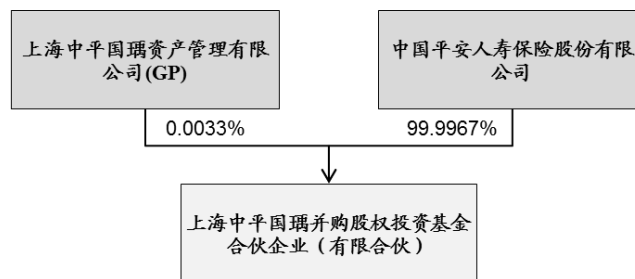 上海中平国瑀资产管理有限
公司(GP)
中国平安人寿保险股份有限
公司
0.0033%
99.9967%
上海中平国瑀并购股权投资基金
合伙企业（有限合伙）